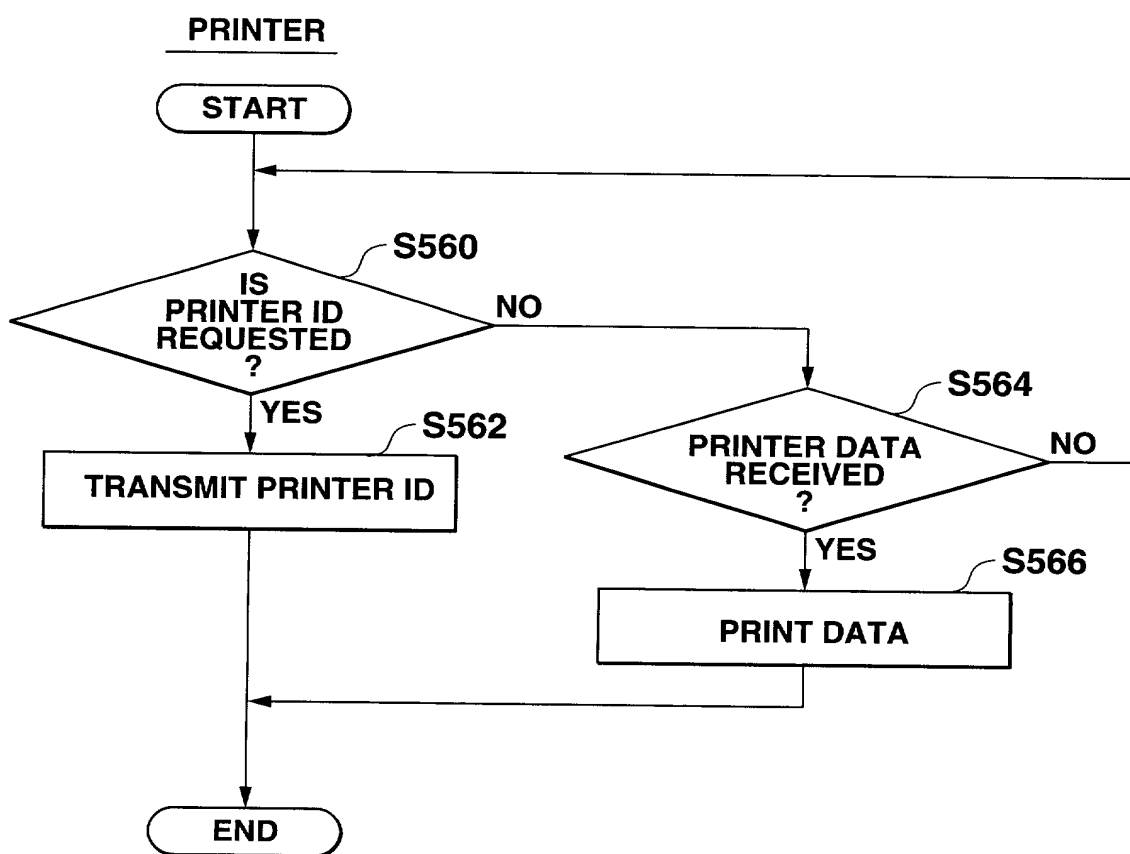 PRINTER
START
S560
IS
PRINTER ID
REQUESTED
?
NO
YES
S562
TRANSMIT PRINTER ID
S564
PRINTER DATA
RECEIVED
?
NO
YES
S566
PRINT DATA
END